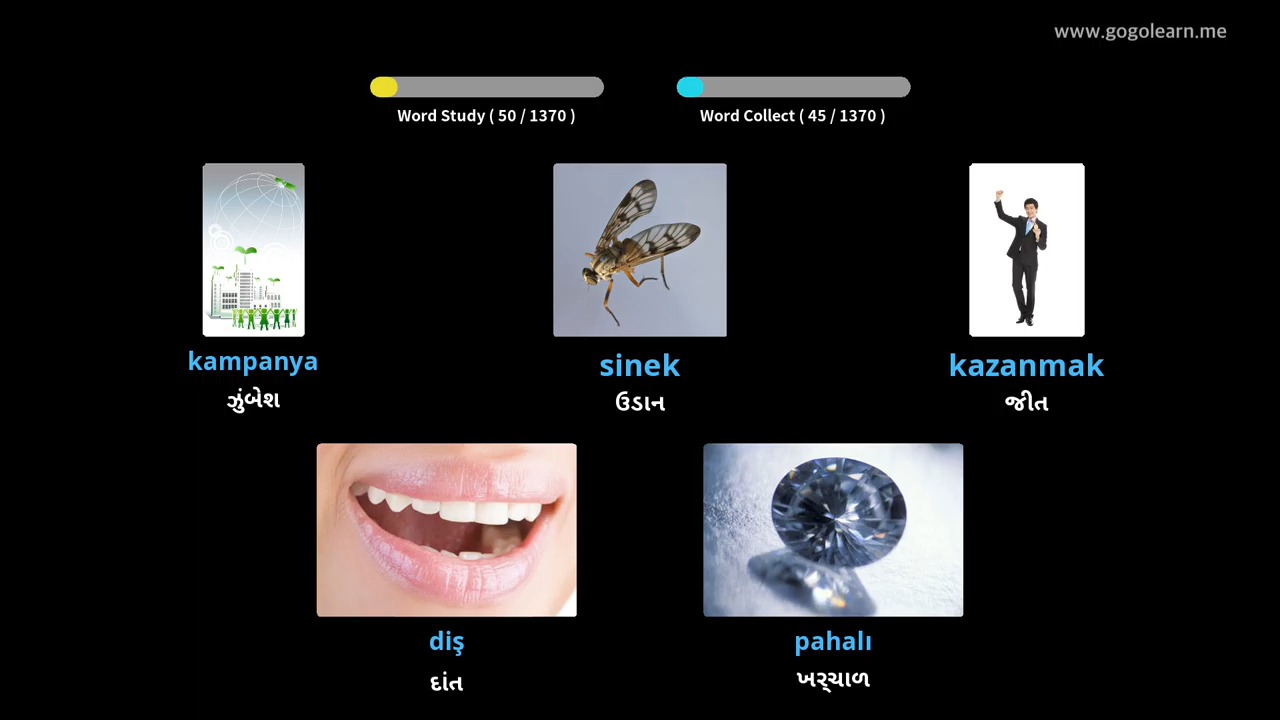 www.gogolearn.me
Word Study ( 50 / 1370 )
Word Collect ( 45 / 1370 )
kampanya
ઝુંબેશ
sinek
ઉડાન
kazanmak
જીત
diş
દાંત
pahalı
ખર્ચાળ